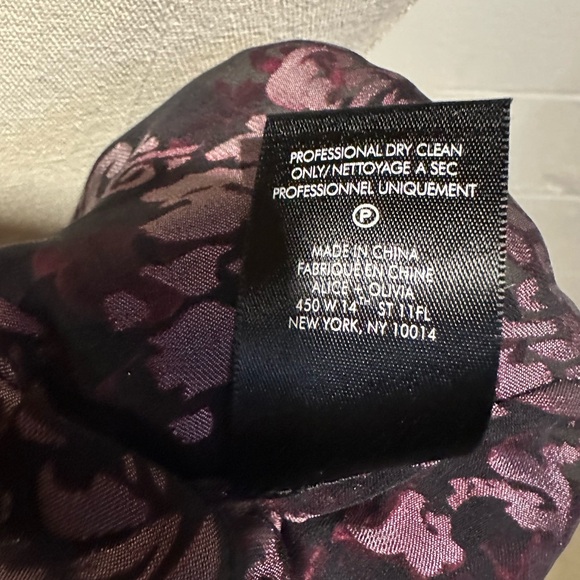 PROFESSIONAL DRY CLEAN
ONLY/ NETTOYAGE A SEC
PROFESSIONNEL UNIQUEMENT
P
MADE IN CHINA
FABRIQUE EN CHINE
ALICE + OLIVIA
450 W 14TH ST 11FL
NEW YORK, NY 10014